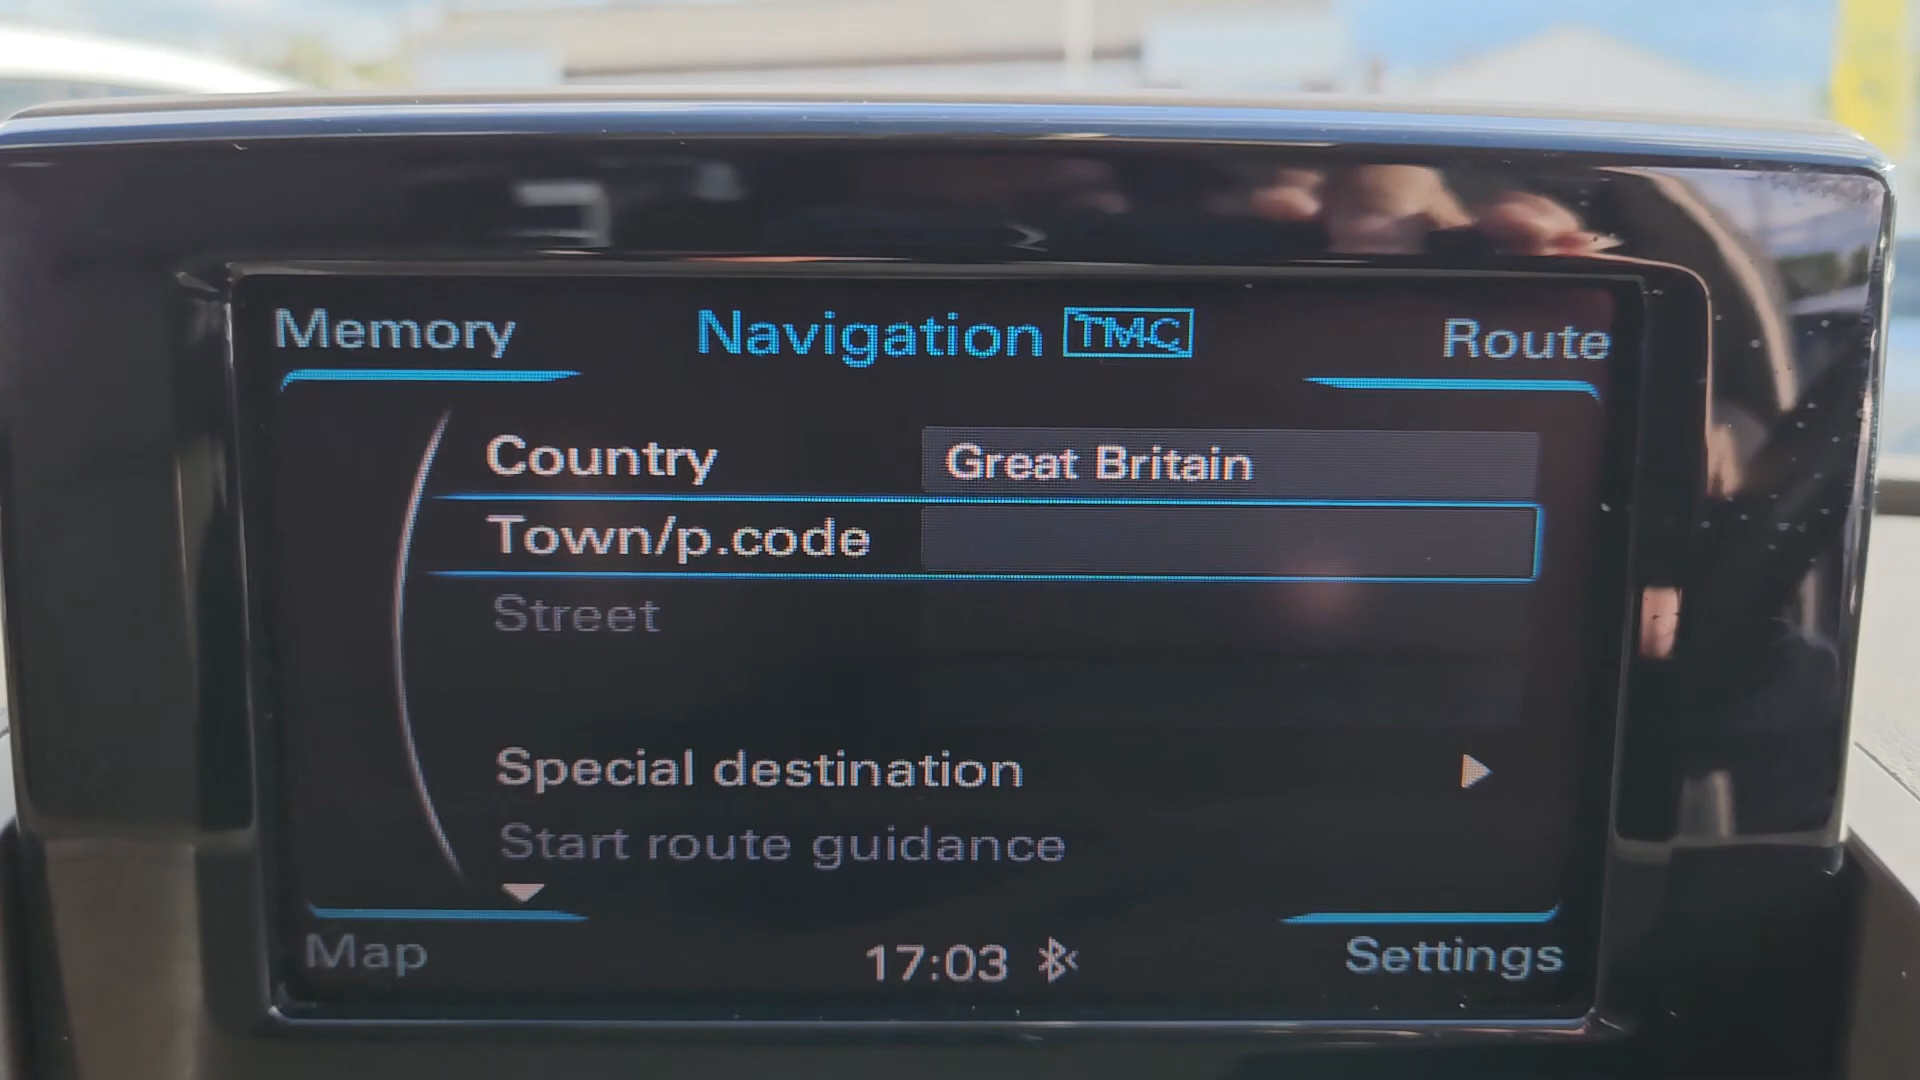 Memory Navigation TMC Route
Country Great Britain
Town/p.code
Street
Special destination
Start route guidance
Map 17:03 Settings